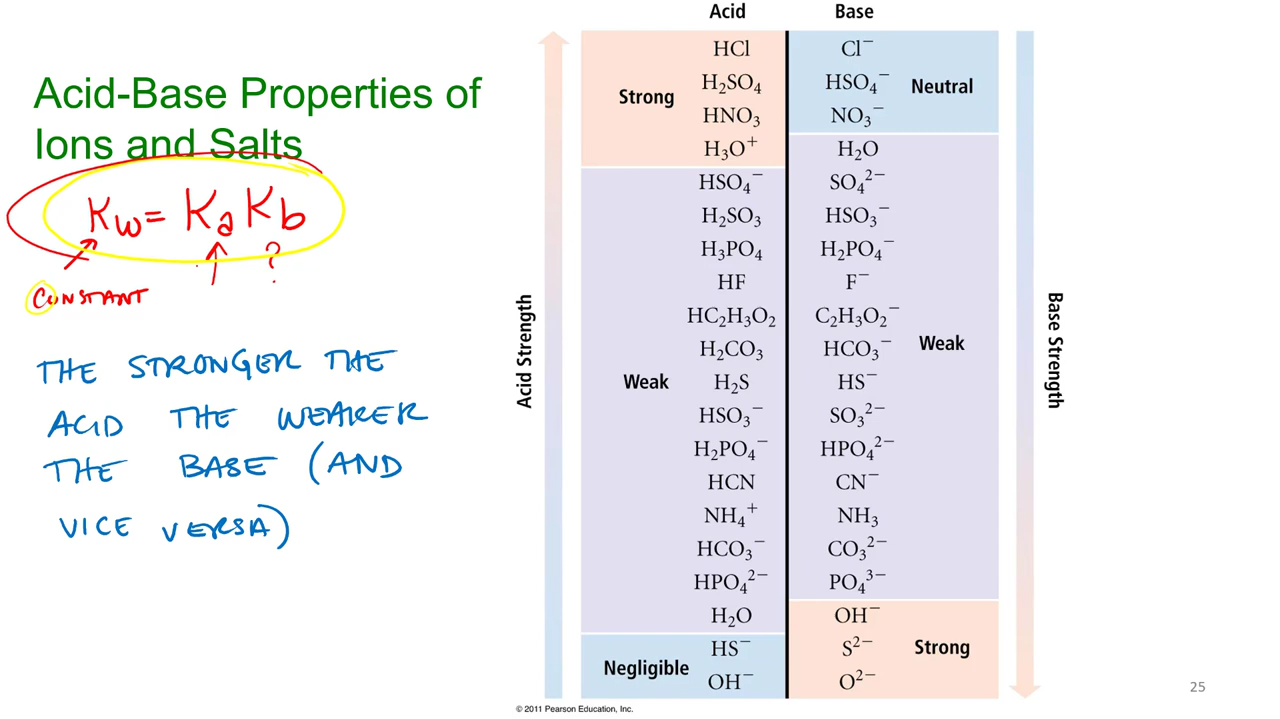 Acid-Base Properties of
Ions and Salts
Kw = Ka Kb
?
CONSTANT
THE STRONGER THE
ACID THE WEAKER
THE BASE (AND
VICE VERSA)
Acid Base
Strong
HCl Cl⁻
H₂SO₄ HSO₄⁻
HNO₃ NO₃⁻
H₃O⁺ H₂O
Neutral
HSO₄⁻ SO₄²⁻
H₂SO₃ HSO₃⁻
H₃PO₄ H₂PO₄⁻
HF F⁻
HC₂H₃O₂ C₂H₃O₂⁻
H₂CO₃ HCO₃⁻
Weak
H₂S HS⁻
HSO₃⁻ SO₃²⁻
H₂PO₄⁻ HPO₄²⁻
HCN CN⁻
NH₄⁺ NH₃
HCO₃⁻ CO₃²⁻
HPO₄²⁻ PO₄³⁻
H₂O OH⁻
Weak
Negligible
HS⁻ S²⁻
OH⁻ O²⁻
Strong
Acid Strength
Base Strength
© 2011 Pearson Education, Inc.
25